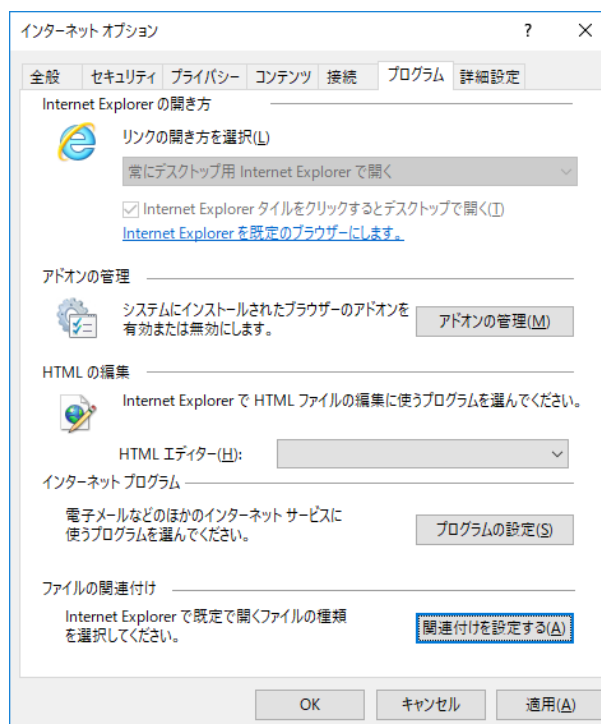 インターネット オプション
? ×
全般 セキュリティ プライバシー コンテンツ 接続 プログラム 詳細設定
Internet Explorer の開き方
リンクの開き方を選択(L)
常にデスクトップ用 Internet Explorer で開く
Internet Explorer タイルをクリックするとデスクトップで開く(T)
Internet Explorer を既定のブラウザーにします。
アドオンの管理
システムにインストールされたブラウザーのアドオンを
有効または無効にします。
アドオンの管理(M)
HTML の編集
Internet Explorer で HTML ファイルの編集に使うプログラムを選んでください。
HTML エディター(H):
インターネット プログラム
電子メールなどのほかのインターネット サービスに
使うプログラムを選んでください。
プログラムの設定(S)
ファイルの関連付け
Internet Explorer で既定で開くファイルの種類
を選択してください。
関連付けを設定する(A)
OK キャンセル 適用(A)